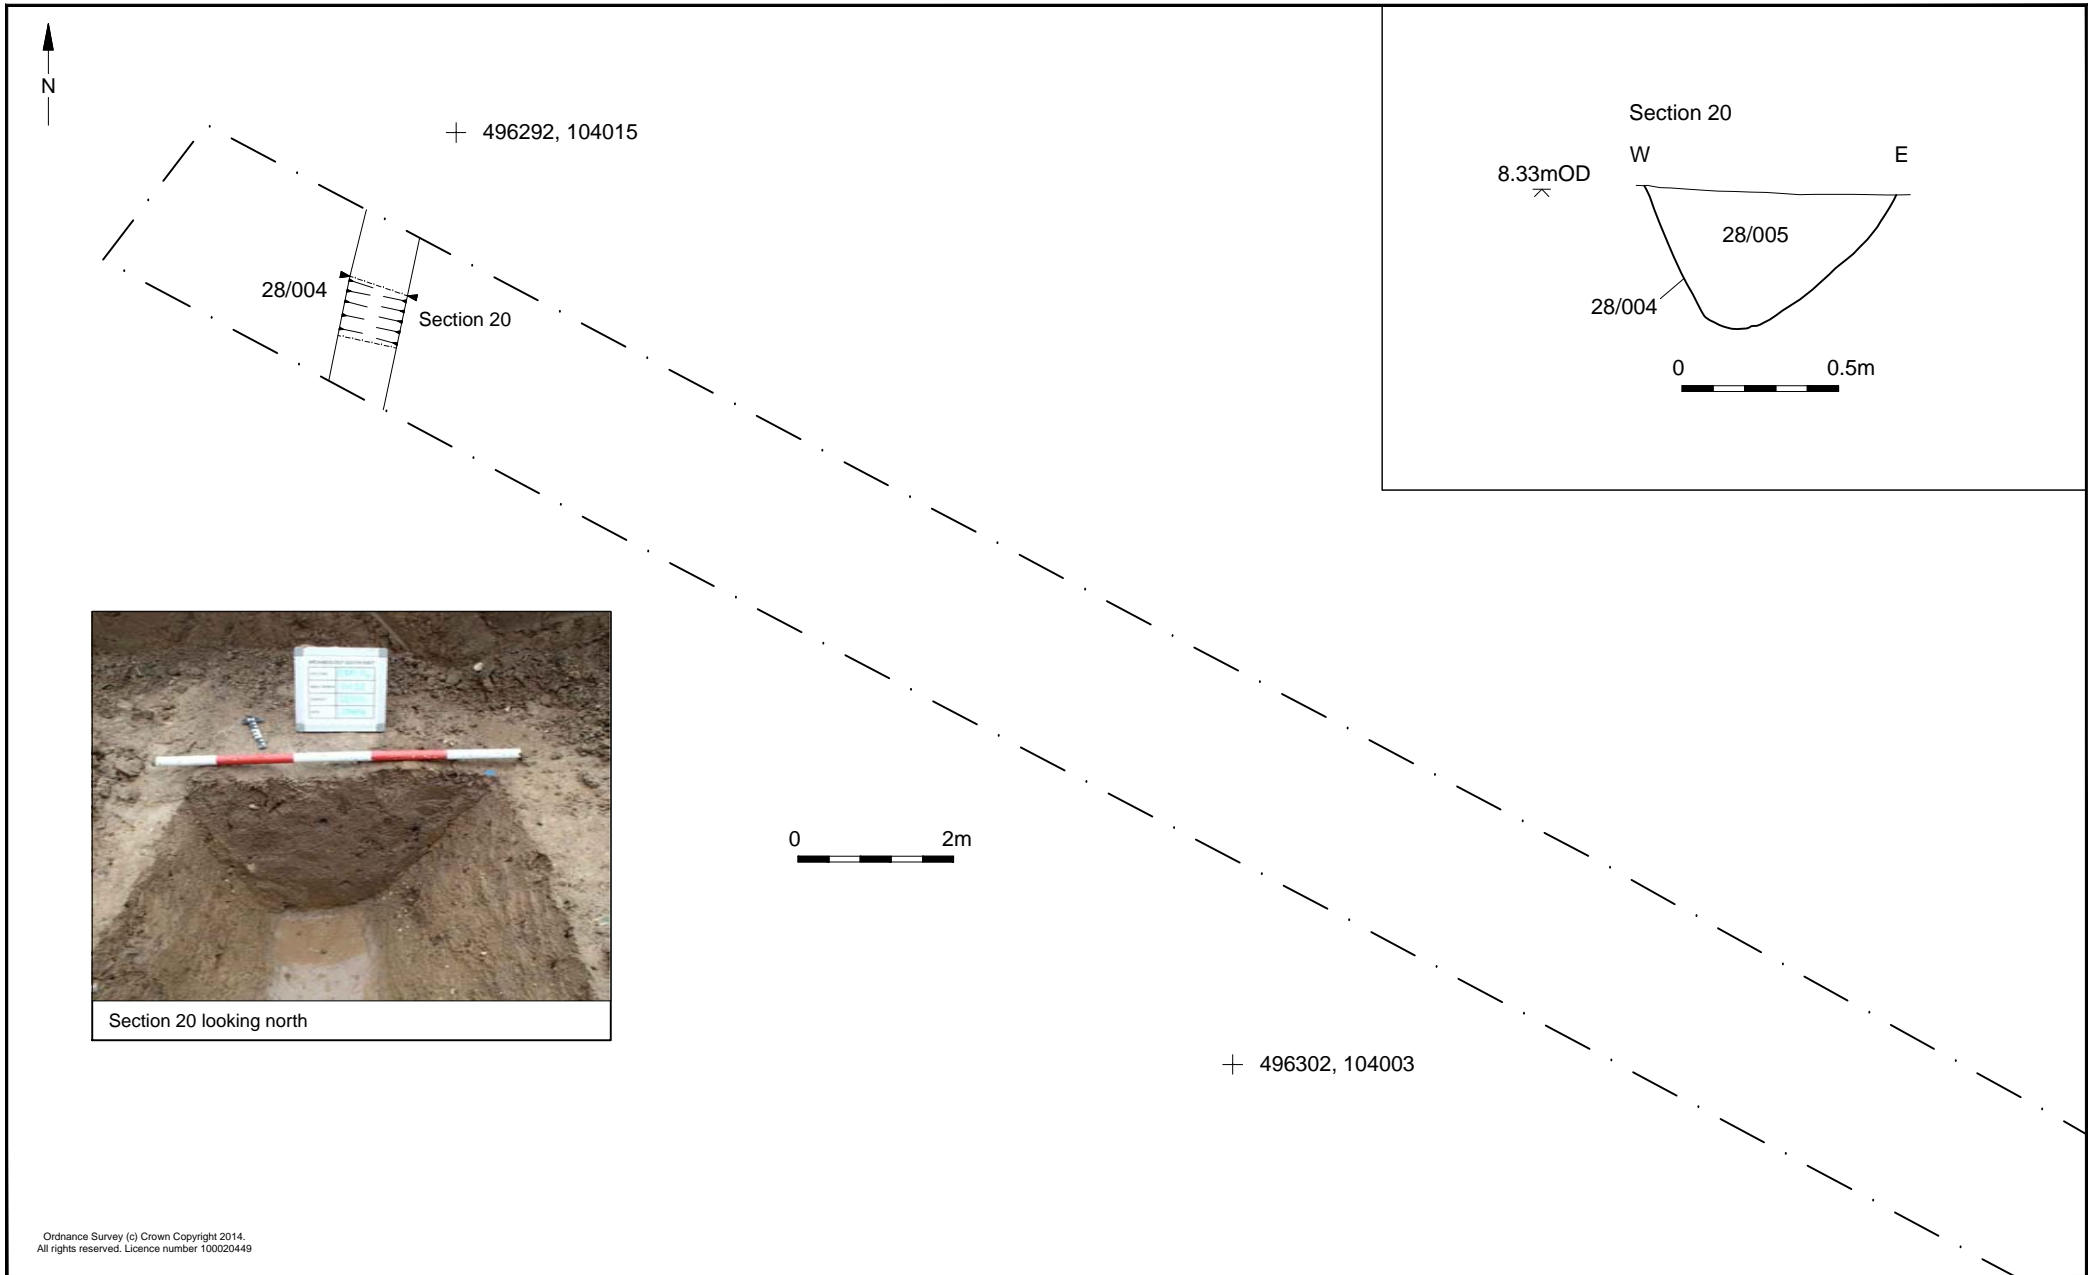 N
496292, 104015
Section 20
W
E
8.33mOD
28/005
28/004
0
0.5m
28/004
Section 20
0
2m
Section 20 looking north
496302, 104003
Ordnance Survey (c) Crown Copyright 2014.
All rights reserved. Licence number 100020449